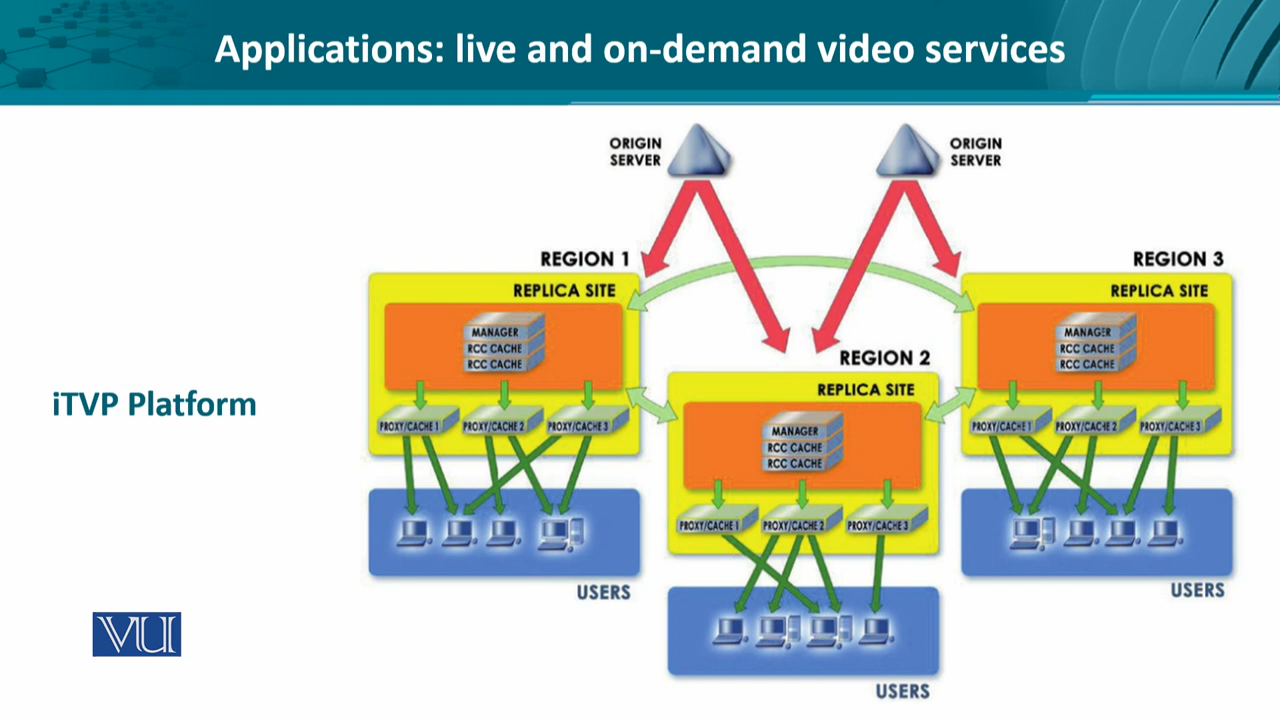 Applications: live and on-demand video services
ORIGIN
SERVER
ORIGIN
SERVER
REGION 1
REPLICA SITE
MANAGER
RCC CACHE
RCC CACHE
PROXY/CACHE 1
PROXY/CACHE 2
PROXY/CACHE 3
USERS
REGION 2
REPLICA SITE
MANAGER
RCC CACHE
RCC CACHE
PROXY/CACHE 1
PROXY/CACHE 2
PROXY/CACHE 3
USERS
REGION 3
REPLICA SITE
MANAGER
RCC CACHE
RCC CACHE
PROXY/CACHE 1
PROXY/CACHE 2
PROXY/CACHE 3
USERS
iTVP Platform
VU